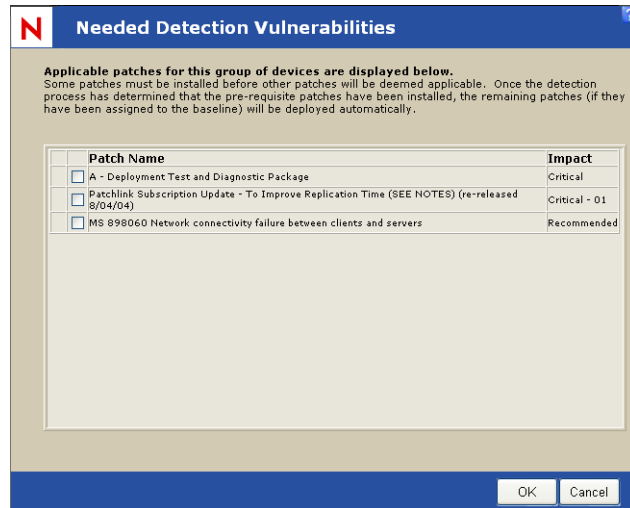 N Needed Detection Vulnerabilities ?
Applicable patches for this group of devices are displayed below.
Some patches must be installed before other patches will be deemed applicable. Once the detection
process has determined that the pre-requisite patches have been installed, the remaining patches (if they
have been assigned to the baseline) will be deployed automatically.
Patch Name Impact
A - Deployment Test and Diagnostic Package Critical
Patchlink Subscription Update - To Improve Replication Time (SEE NOTES) (re-released
8/04/04) Critical - 01
MS 898060 Network connectivity failure between clients and servers Recommended
OK Cancel